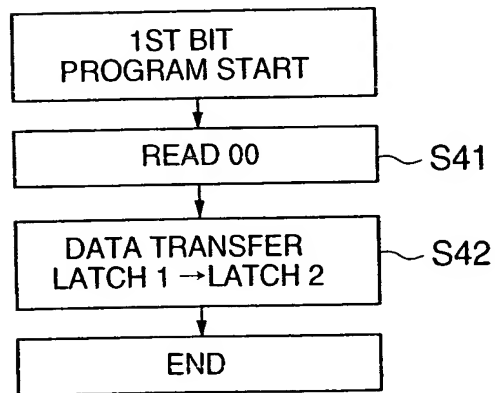 1ST BIT
PROGRAM START
READ 00
S41
DATA TRANSFER
LATCH 1 → LATCH 2
S42
END